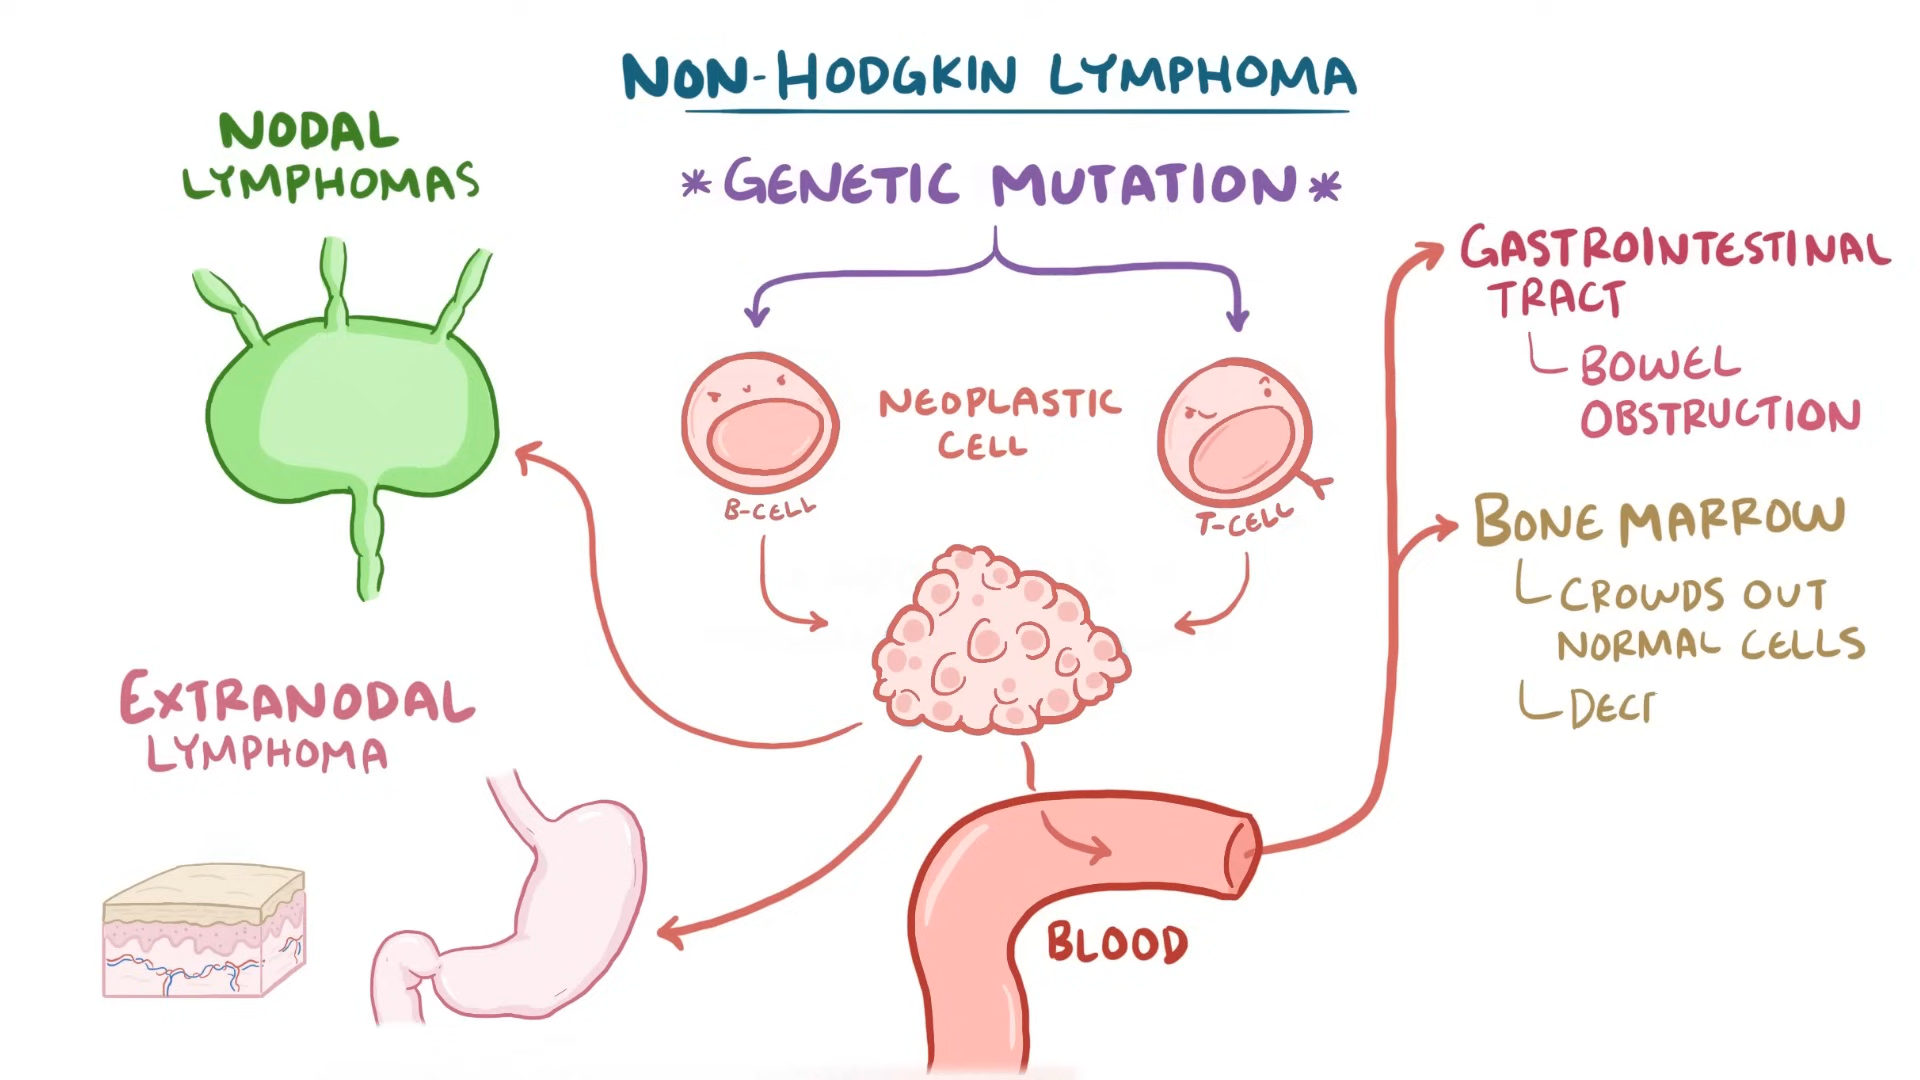 NON-HODGKIN LYMPHOMA
*GENETIC MUTATION*
NODAL
LYMPHOMAS
NEOPLASTIC
CELL
B-CELL
T-CELL
EXTRANODAL
LYMPHOMA
BLOOD
GASTROINTESTINAL
TRACT
BOWEL
OBSTRUCTION
BONE MARROW
CROWDS OUT
NORMAL CELLS